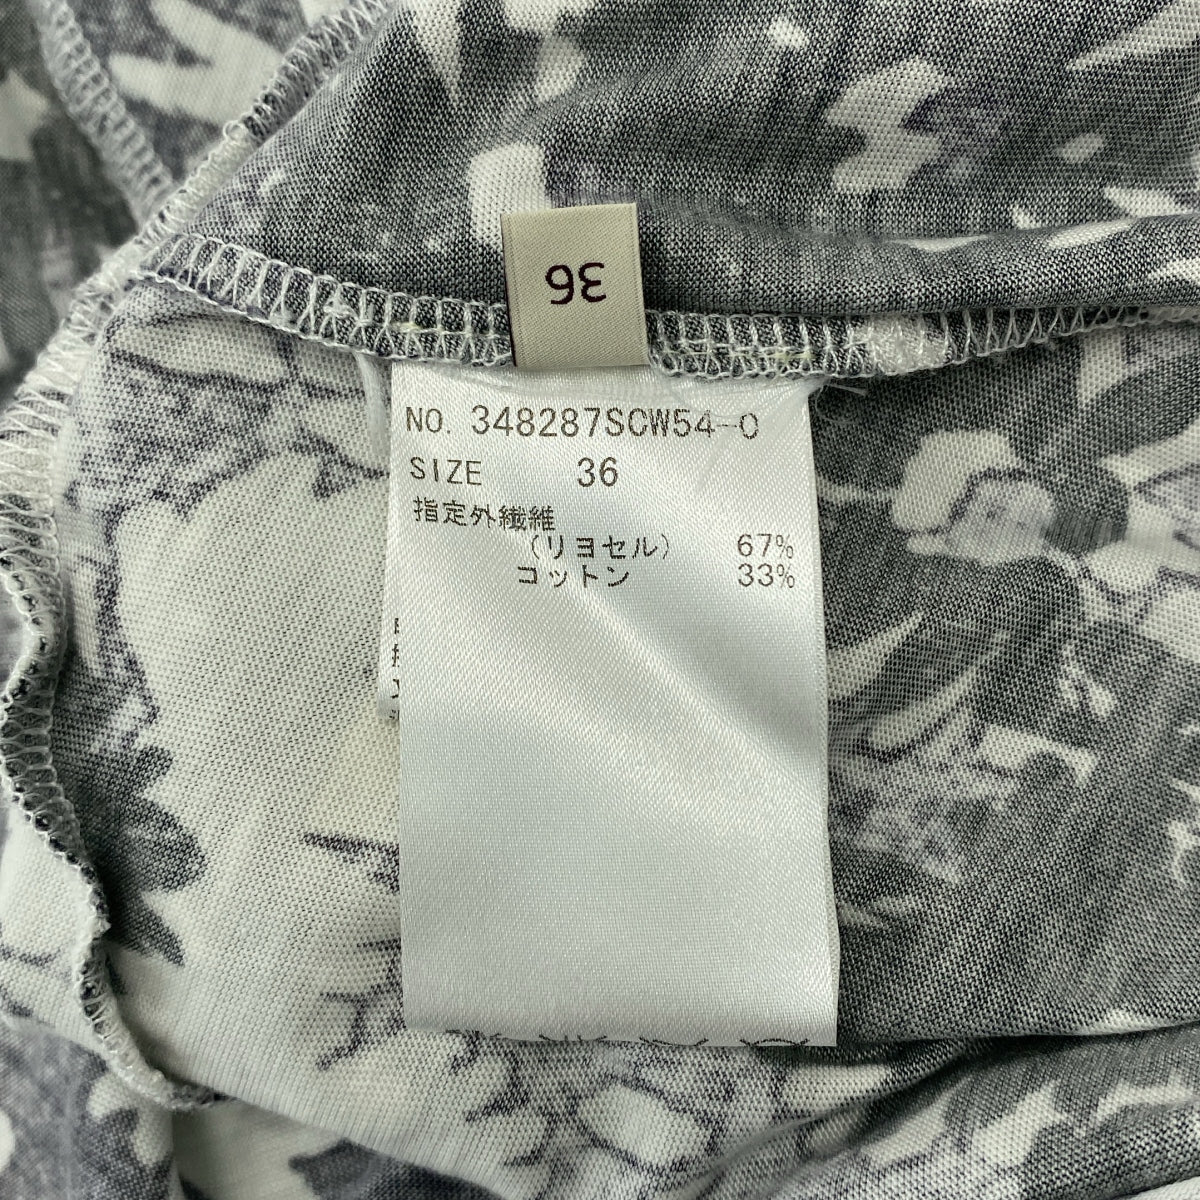 36
NO. 348287SCW54-0
SIZE 36
指定外繊維
(リヨセル) 67%
コットン 33%